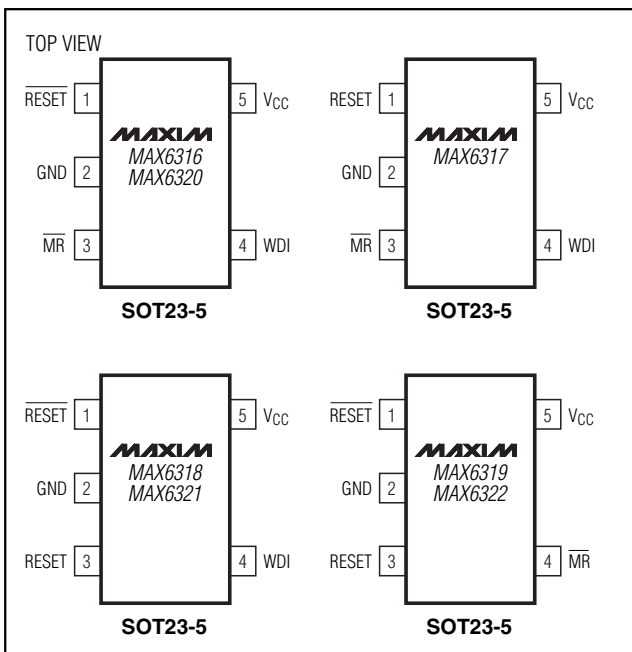 TOP VIEW
RESET 1
GND 2
MR 3
MAXIM
MAX6316
MAX6320
5 VCC
4 WDI
SOT23-5
RESET 1
GND 2
MR 3
MAXIM
MAX6317
5 VCC
4 WDI
SOT23-5
RESET 1
GND 2
RESET 3
MAXIM
MAX6318
MAX6321
5 VCC
4 WDI
SOT23-5
RESET 1
GND 2
RESET 3
MAXIM
MAX6319
MAX6322
5 VCC
4 MR
SOT23-5